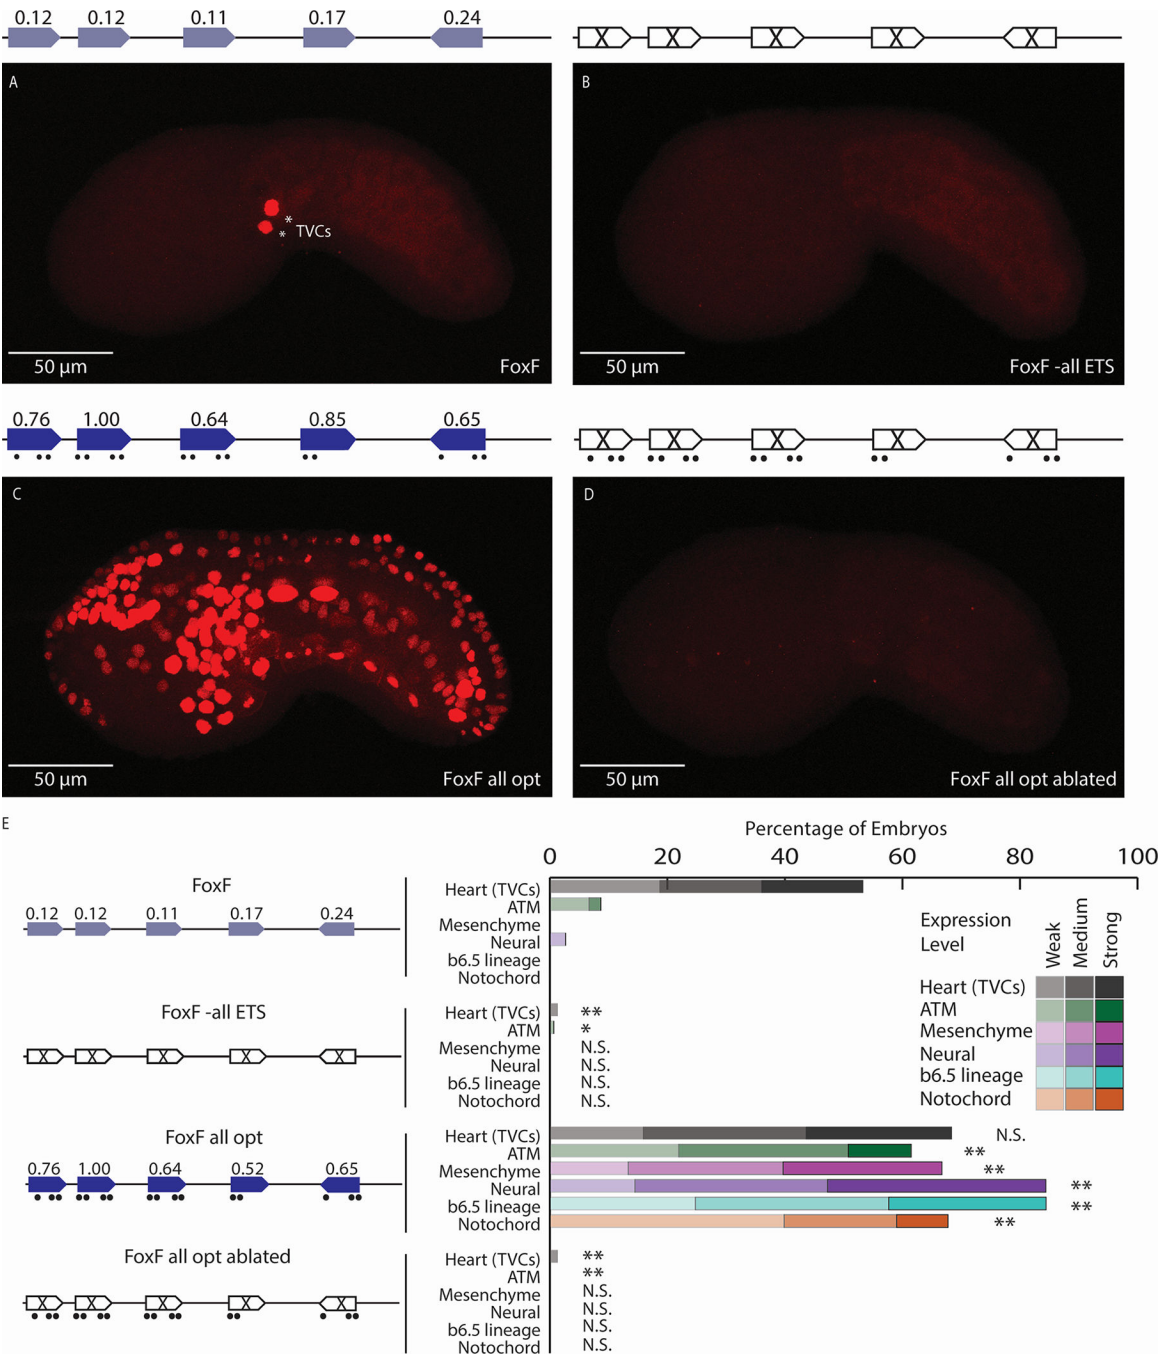 0.12 0.12 0.11 0.17 0.24
X X X X X
A
* TVCs
*
50 µm FoxF
B
50 µm FoxF -all ETS
0.76 1.00 0.64 0.85 0.65
X X X X X
C
50 µm FoxF all opt
D
50 µm FoxF all opt ablated
E
Percentage of Embryos
0 20 40 60 80 100
FoxF
0.12 0.12 0.11 0.17 0.24
Heart (TVCs)
ATM
Mesenchyme
Neural
b6.5 lineage
Notochord
Expression
Level
Weak
Medium
Strong
Heart (TVCs)
ATM
Mesenchyme
Neural
b6.5 lineage
Notochord
FoxF -all ETS
X X X X X
Heart (TVCs) **
ATM *
Mesenchyme N.S.
Neural N.S.
b6.5 lineage N.S.
Notochord N.S.
FoxF all opt
0.76 1.00 0.64 0.52 0.65
Heart (TVCs) N.S.
ATM **
Mesenchyme **
Neural **
b6.5 lineage **
Notochord **
FoxF all opt ablated
X X X X X
Heart (TVCs) **
ATM **
Mesenchyme N.S.
Neural N.S.
b6.5 lineage N.S.
Notochord N.S.